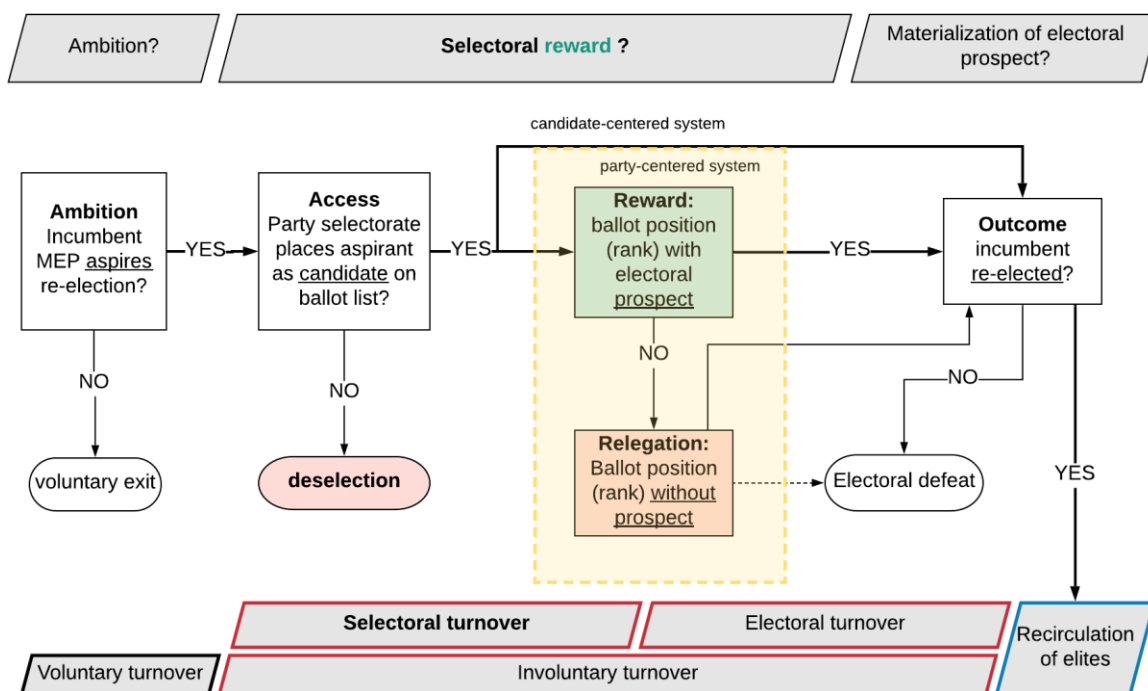 Ambition?
Selectoral reward ?
Materialization of electoral
prospect?
candidate-centered system
party-centered system
Ambition
Incumbent
MEP aspires
re-election?
YES
Access
Party selectorate
places aspirant
as candidate on
ballot list?
YES
Reward:
ballot position
(rank) with
electoral
prospect
YES
Outcome
incumbent
re-elected?
NO
NO
NO
NO
YES
voluntary exit
deselection
Relegation:
Ballot position
(rank) without
prospect
Electoral defeat
Selectoral turnover
Electoral turnover
Recirculation
of elites
Voluntary turnover
Involuntary turnover